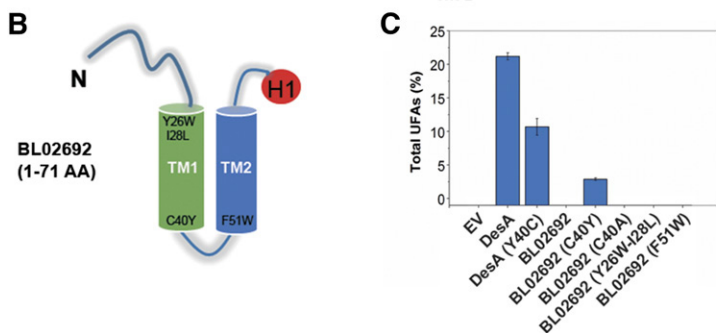 B
N
H1
Y26W
I28L
BL02692
(1-71 AA)
TM1
TM2
C40Y
F51W
C
25
20
15
10
5
0
Total UFAs (%)
EV
DesA
DesA (Y40C)
BL02692
BL02692 (C40Y)
BL02692 (C40A)
BL02692 (Y26W-I28L)
BL02692 (F51W)